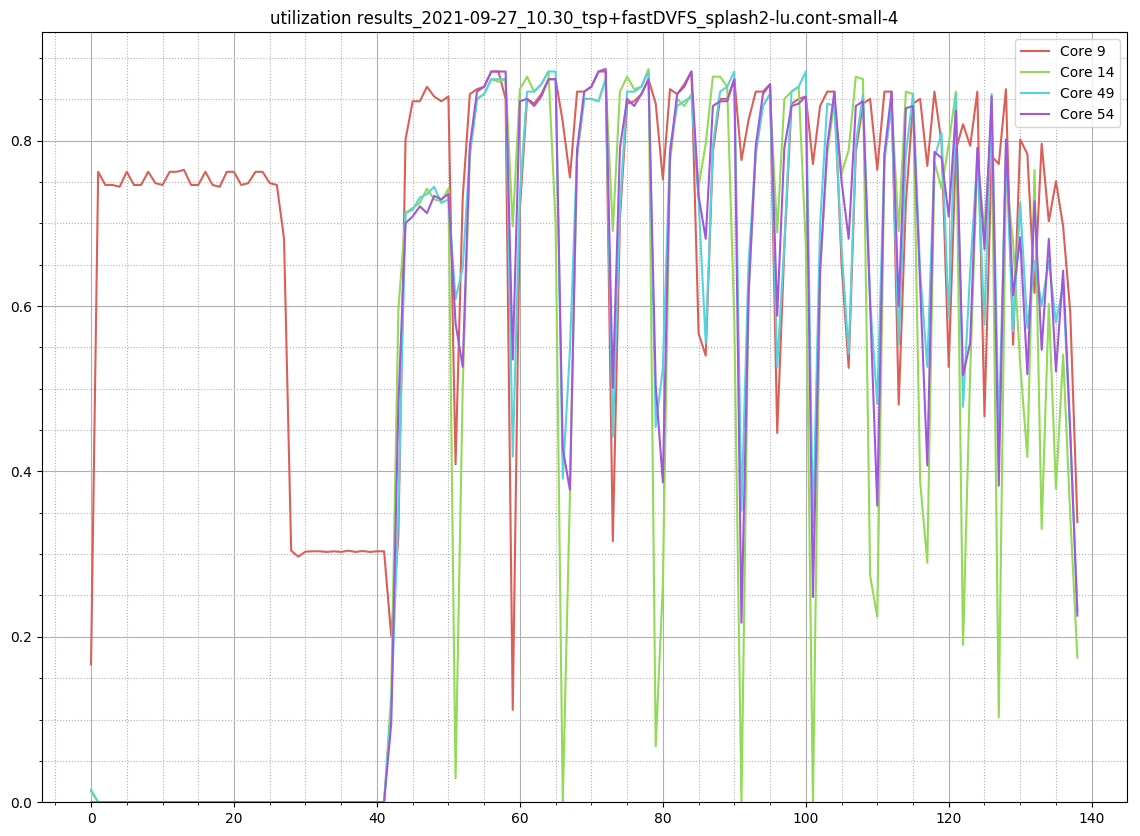 utilization results_2021-09-27_10.30_tsp+fastDVFS_splash2-lu.cont-small-4
Core 9
Core 14
Core 49
Core 54
0.8
0.6
0.4
0.2
0.0
0 20 40 60 80 100 120 140